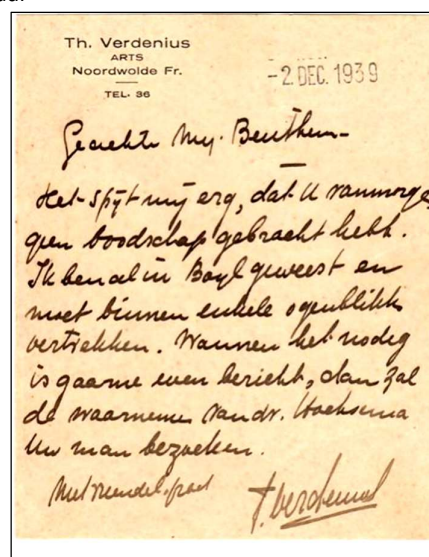 Th. Verdenius
ARTS
Noordwolde Fr.
TEL. 36
-2 DEC. 1939
Geachte Mej. Benthem -
Het spijt mij erg, dat U vanmorgen
geen boodschap gebracht hebt.
Ik ben al in Boyl geweest en
moet binnen enkele ogenblikk
vertrekken. Wanneer het nodig
is gaarne even bericht, dan zal
de waarnemer van dr. Hoeksema
Uw man bezoeken.
Met vriendel. groet
T. Verdenius